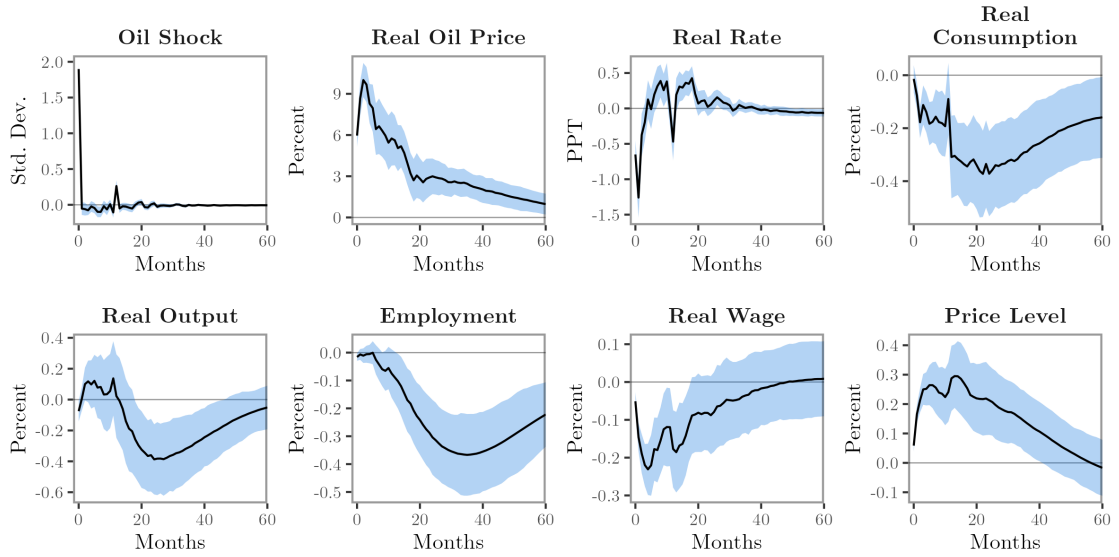 Oil Shock
Std. Dev.
2.0
1.5
1.0
0.5
0.0
0 20 40 60
Months
Real Oil Price
Percent
9
6
3
0
0 20 40 60
Months
Real Rate
PPT
0.5
0.0
-0.5
-1.0
-1.5
0 20 40 60
Months
Real
Consumption
Percent
0.0
-0.2
-0.4
0 20 40 60
Months
Real Output
Percent
0.4
0.2
0.0
-0.2
-0.4
-0.6
0 20 40 60
Months
Employment
Percent
0.0
-0.1
-0.2
-0.3
-0.4
-0.5
0 20 40 60
Months
Real Wage
Percent
0.1
0.0
-0.1
-0.2
-0.3
0 20 40 60
Months
Price Level
Percent
0.4
0.3
0.2
0.1
0.0
-0.1
0 20 40 60
Months